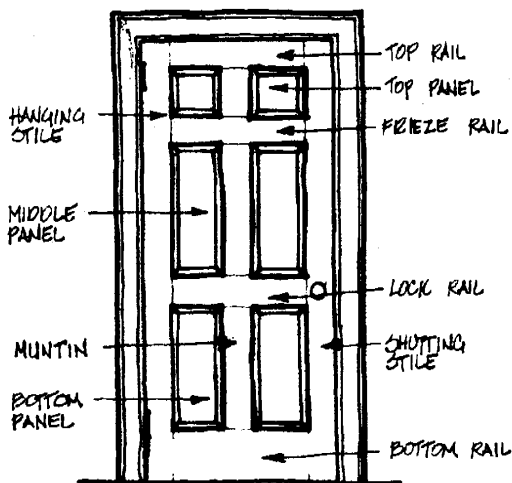 TOP RAIL
TOP PANEL
HANGING
STILE
FRIEZE RAIL
MIDDLE
PANEL
LOCK RAIL
MUNTIN
SHUTTING
STILE
BOTTOM
PANEL
BOTTOM RAIL